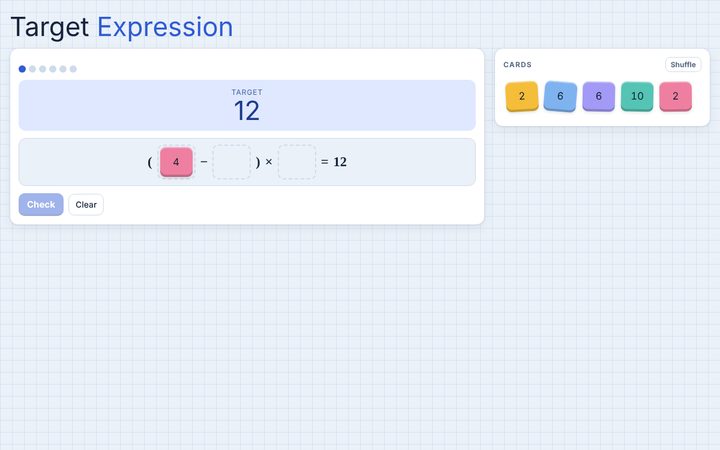 Target Expression
TARGET
12
( 4 − ) × = 12
Check Clear
CARDS Shuffle
2 6 6 10 2